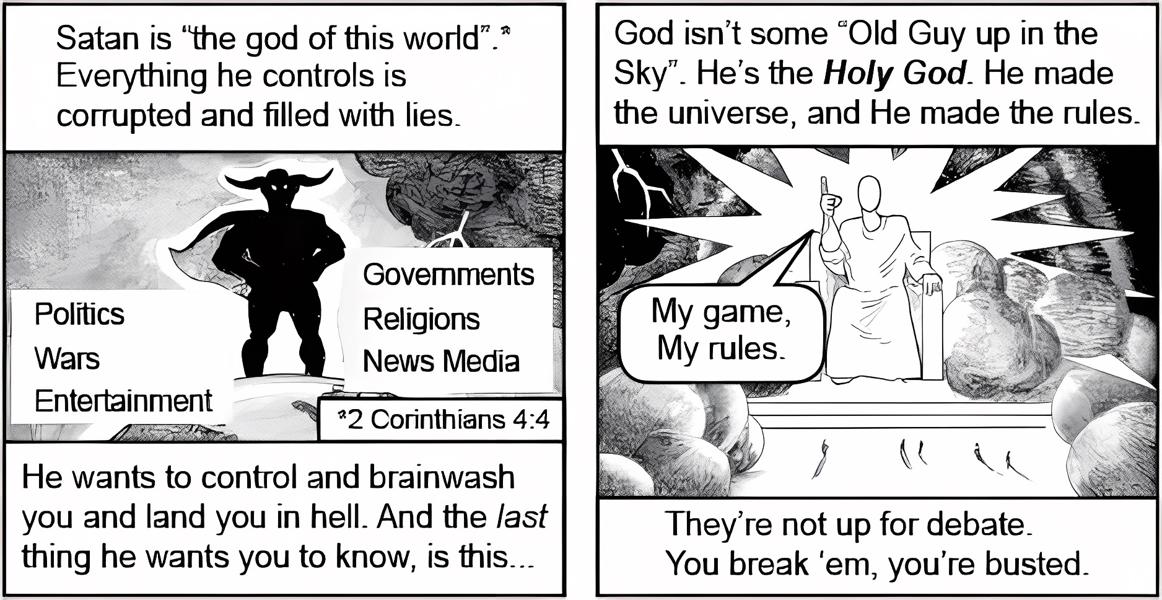 Satan is “the god of this world”.*
Everything he controls is
corrupted and filled with lies.
Politics
Wars
Entertainment
Governments
Religions
News Media
*2 Corinthians 4:4
He wants to control and brainwash
you and land you in hell. And the last
thing he wants you to know, is this...
God isn’t some “Old Guy up in the
Sky”. He’s the Holy God. He made
the universe, and He made the rules.
My game,
My rules.
They’re not up for debate.
You break ‘em, you’re busted.